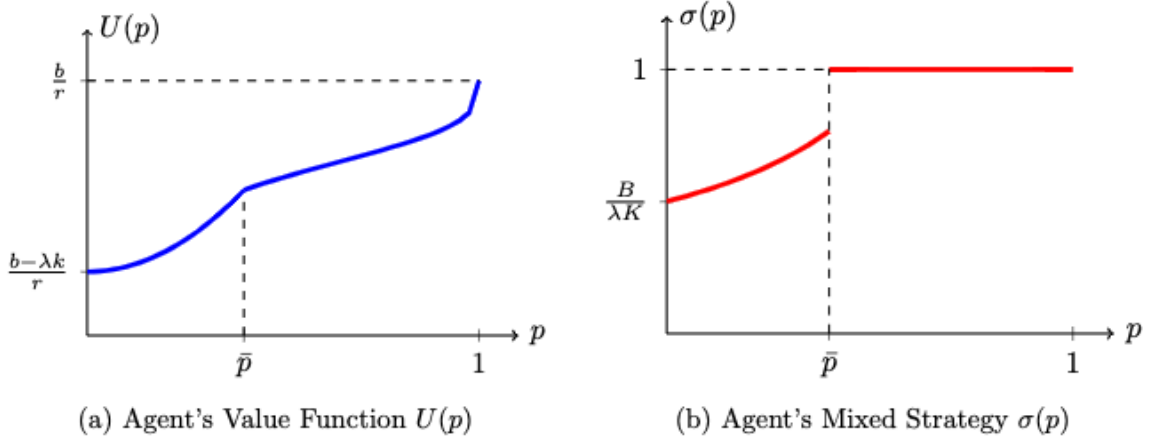 U(p)
b/r
(b−λk)/r
p̄
1
p
(a) Agent's Value Function U(p)
σ(p)
1
B/(λK)
p̄
1
p
(b) Agent's Mixed Strategy σ(p)